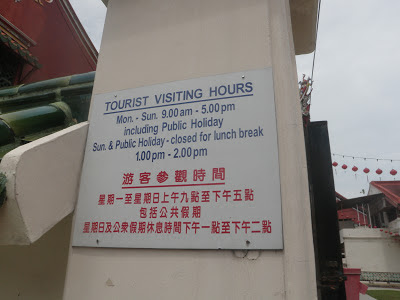 TOURIST VISITING HOURS
Mon. - Sun. 9.00 am - 5.00 pm
including Public Holiday
Sun. & Public Holiday - closed for lunch break
1.00 pm - 2.00 pm
游客參觀時間
星期一至星期日上午九點至下午五點
包括公共假期
星期日及公衆假期休息時間下午一點至下午二點